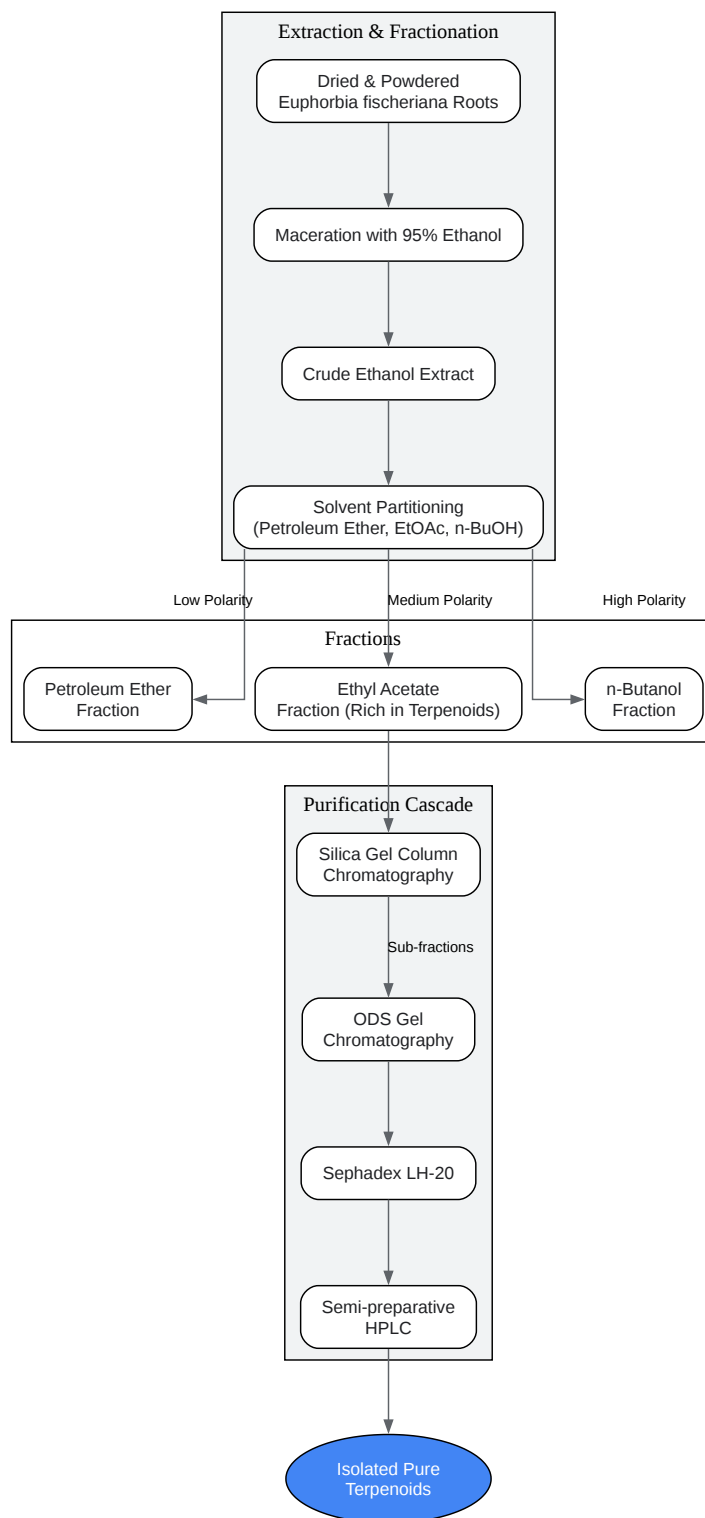 Extraction & Fractionation
Dried & Powdered
Euphorbia fischeriana Roots
Maceration with 95% Ethanol
Crude Ethanol Extract
Solvent Partitioning
(Petroleum Ether, EtOAc, n-BuOH)
Low Polarity
Medium Polarity
High Polarity
Fractions
Petroleum Ether
Fraction
Ethyl Acetate
Fraction (Rich in Terpenoids)
n-Butanol
Fraction
Purification Cascade
Silica Gel Column
Chromatography
Sub-fractions
ODS Gel
Chromatography
Sephadex LH-20
Semi-preparative
HPLC
Isolated Pure
Terpenoids